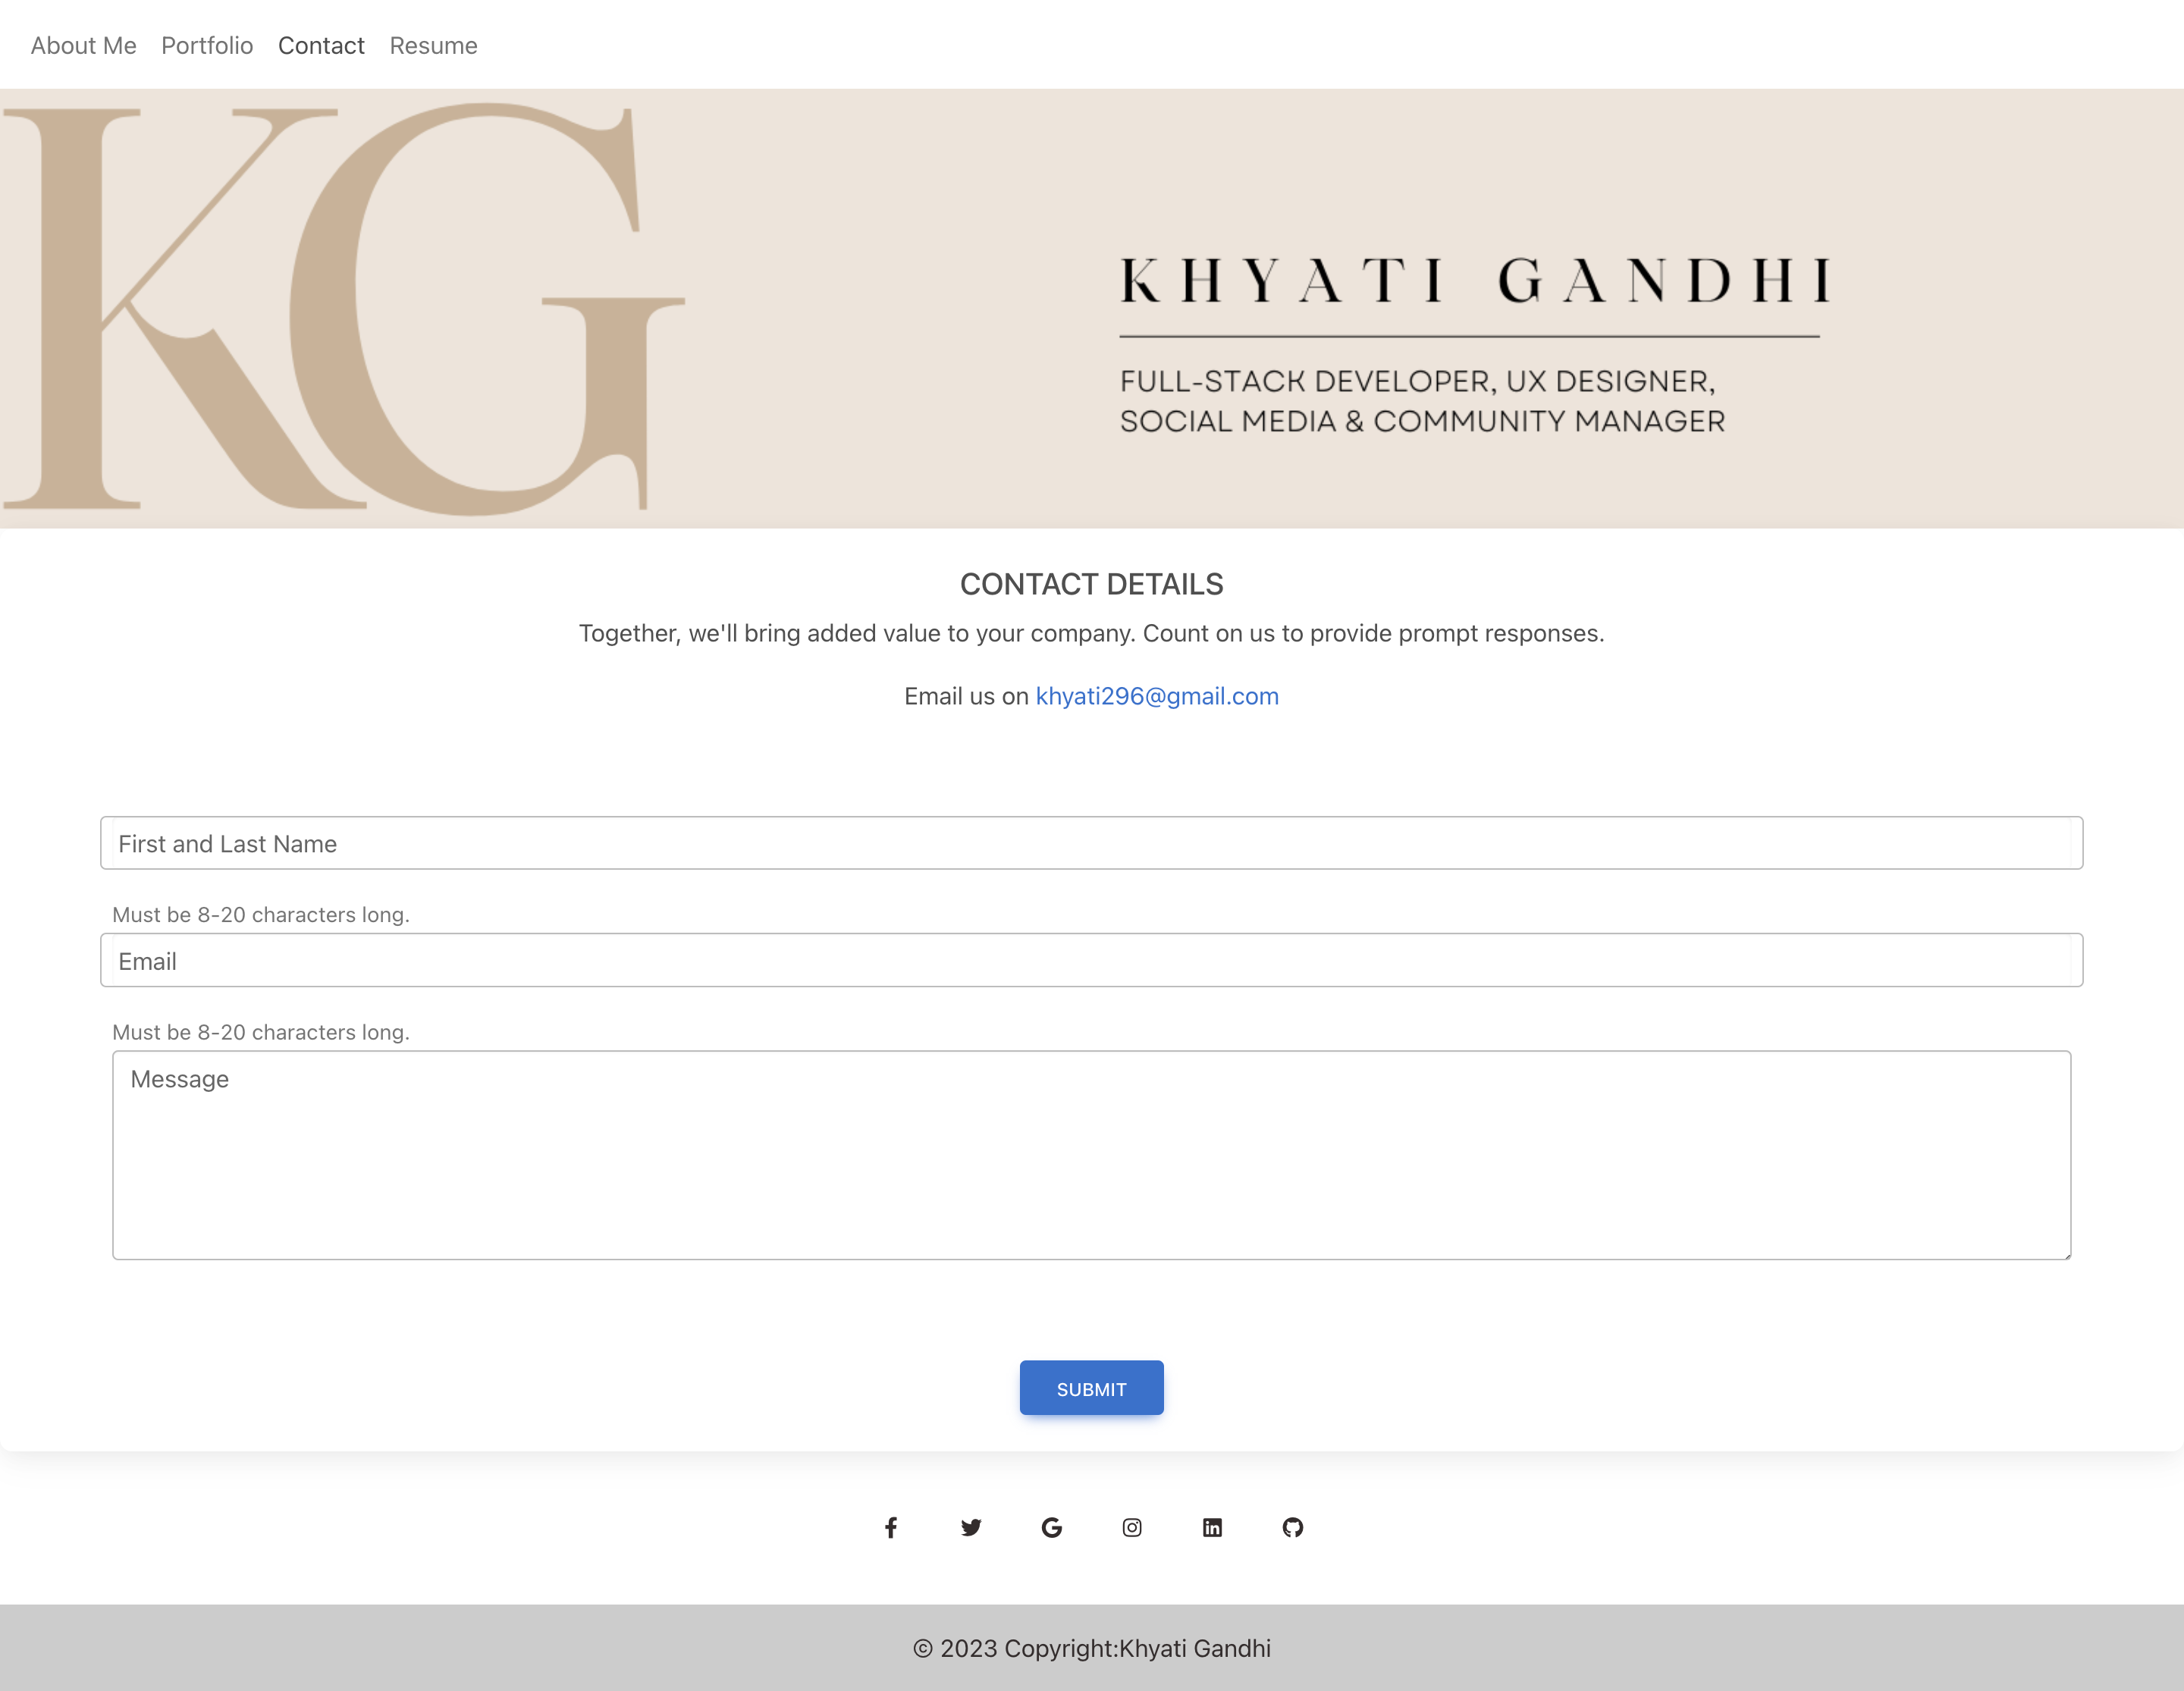 About Me Portfolio Contact Resume
KG
KHYATI GANDHI
FULL-STACK DEVELOPER, UX DESIGNER,
SOCIAL MEDIA & COMMUNITY MANAGER
CONTACT DETAILS
Together, we'll bring added value to your company. Count on us to provide prompt responses.
Email us on khyati296@gmail.com
First and Last Name
Must be 8-20 characters long.
Email
Must be 8-20 characters long.
Message
SUBMIT
© 2023 Copyright:Khyati Gandhi